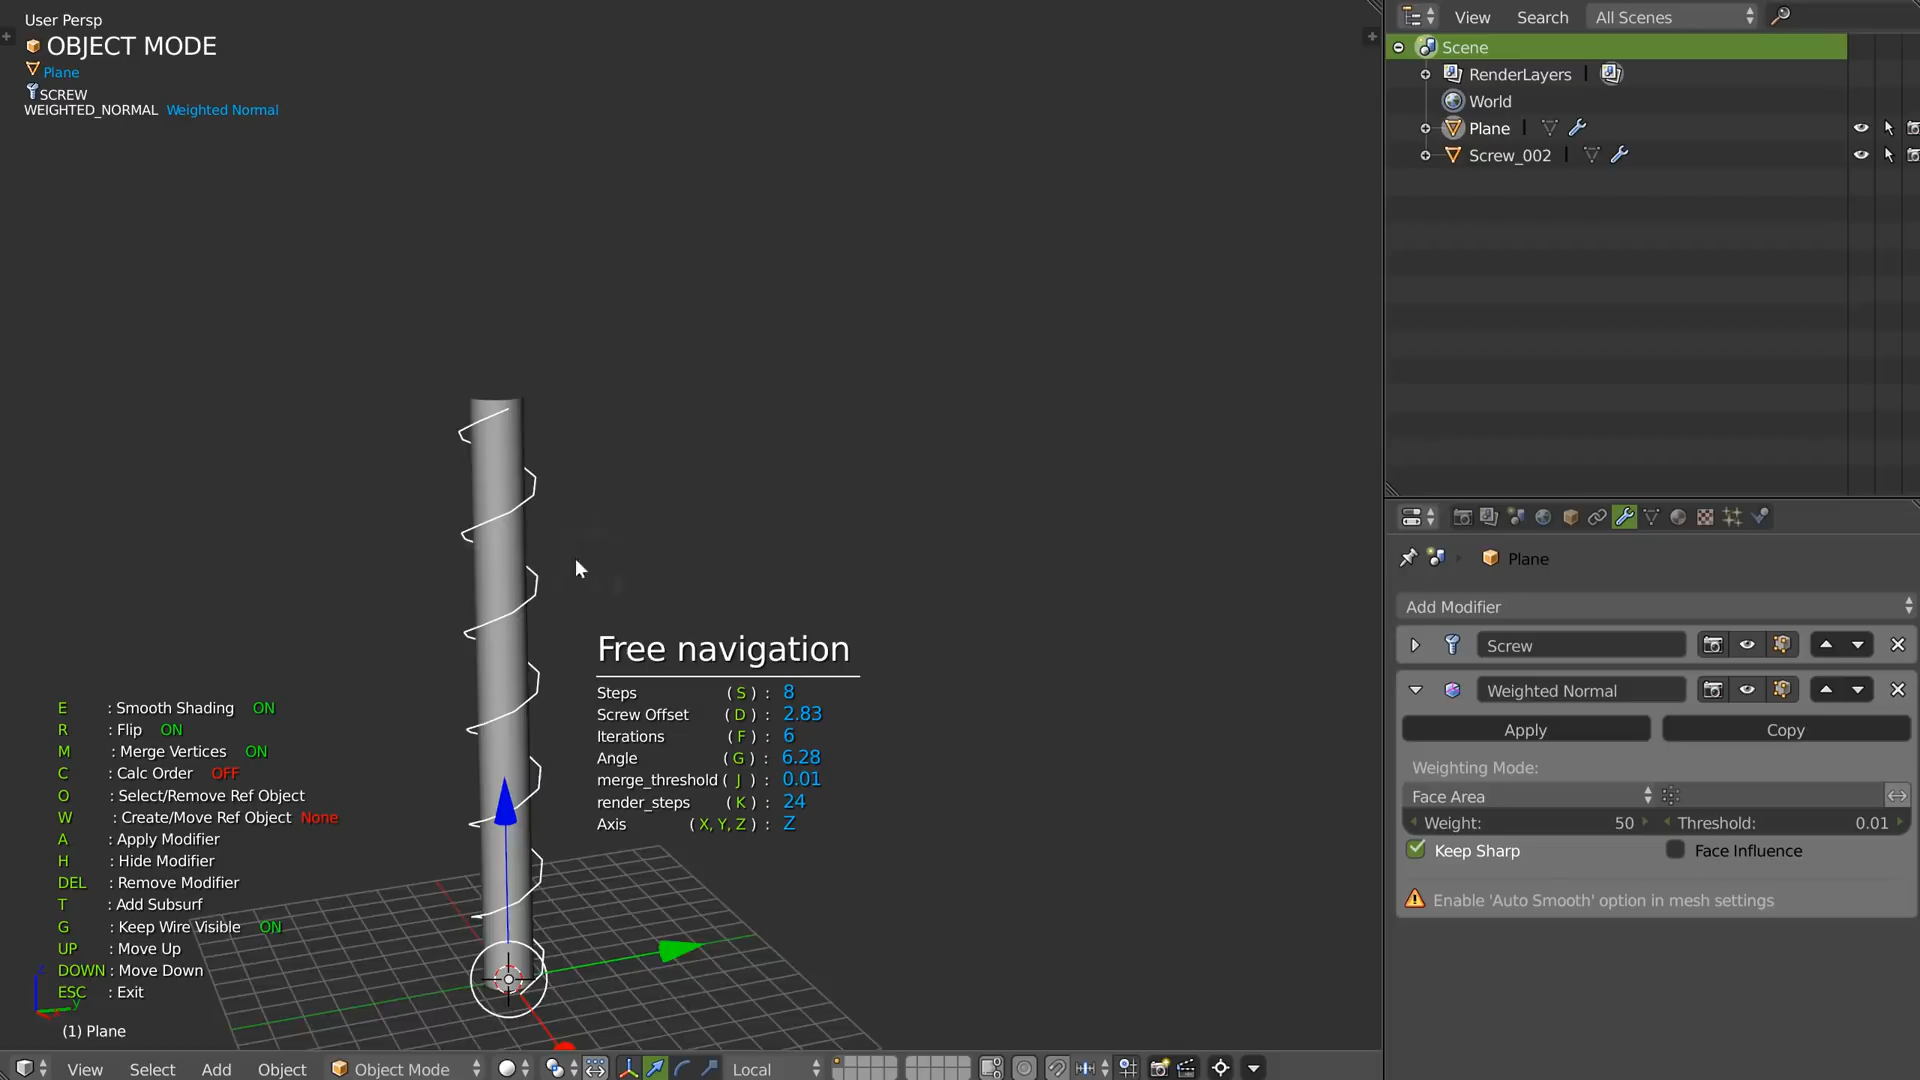 User Persp
OBJECT MODE
Plane
SCREW
WEIGHTED_NORMAL Weighted Normal
Free navigation
Steps ( S ) : 8
Screw Offset ( D ) : 2.83
Iterations ( F ) : 6
Angle ( G ) : 6.28
merge_threshold ( J ) : 0.01
render_steps ( K ) : 24
Axis ( X, Y, Z ) : Z
E : Smooth Shading ON
R : Flip ON
M : Merge Vertices ON
C : Calc Order OFF
O : Select/Remove Ref Object
W : Create/Move Ref Object None
A : Apply Modifier
H : Hide Modifier
DEL : Remove Modifier
T : Add Subsurf
G : Keep Wire Visible ON
UP : Move Up
DOWN : Move Down
ESC : Exit
z
y
(1) Plane
View Select Add Object Object Mode Local
View Search All Scenes
Scene
RenderLayers
World
Plane
Screw_002
Plane
Add Modifier
Screw
Weighted Normal
Apply Copy
Weighting Mode:
Face Area
Weight: 50 Threshold: 0.01
Keep Sharp Face Influence
Enable 'Auto Smooth' option in mesh settings